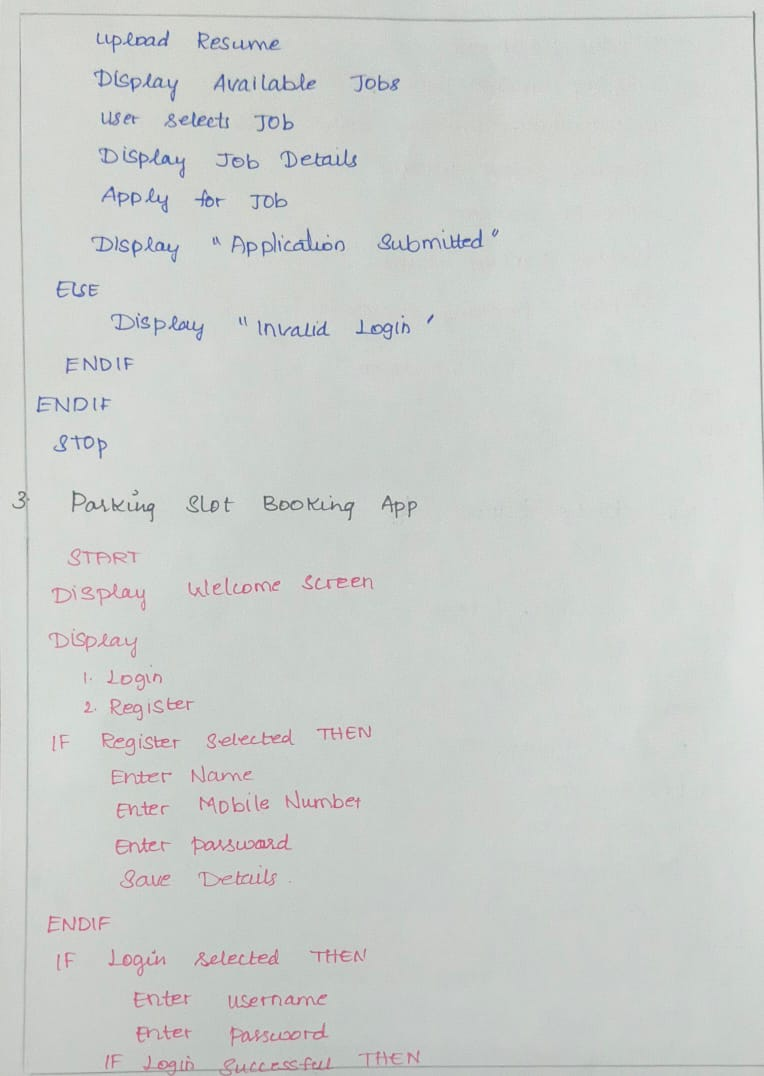 upload Resume
Display Available Jobs
user selects Job
Display Job Details
Apply for Job
Display "Application Submitted"
ELSE
Display "Invalid Login'
ENDIF
ENDIF
STOP
3. Parking Slot Booking App
START
Display Welcome Screen
Display
1. Login
2. Register
IF Register Selected THEN
Enter Name
Enter Mobile Number
Enter password
Save Details.
ENDIF
IF Login selected THEN
Enter username
Enter Password
IF Login Successful THEN